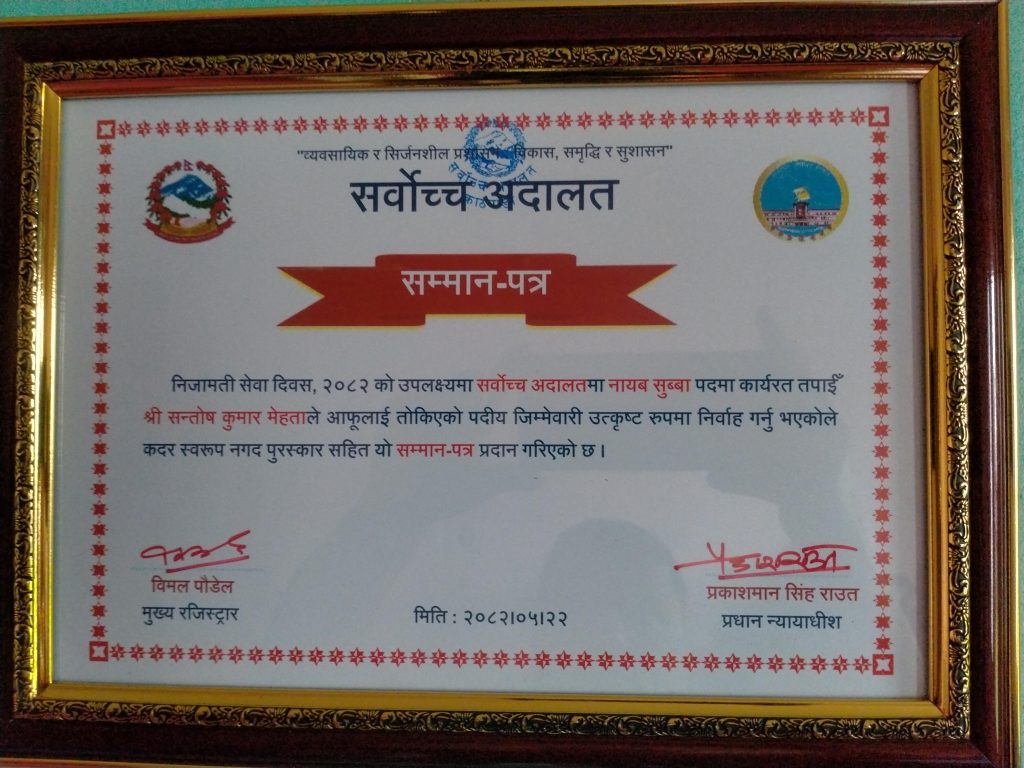 "व्यवसायिक र सिर्जनशील प्रशासन, विकास, समृद्धि र सुशासन"
सर्वोच्च अदालत
सम्मान-पत्र
निजामती सेवा दिवस, २०८२ को उपलक्ष्यमा सर्वोच्च अदालतमा नायब सुब्बा पदमा कार्यरत तपाईँ
श्री सन्तोष कुमार मेहताले आफूलाई तोकिएको पदीय जिम्मेवारी उत्कृष्ट रुपमा निर्वाह गर्नु भएकोले
कदर स्वरूप नगद पुरस्कार सहित यो सम्मान-पत्र प्रदान गरिएको छ ।
विमल पौडेल
मुख्य रजिस्ट्रार
मिति : २०८२।०५।२२
प्रकाशमान सिंह राउत
प्रधान न्यायाधीश